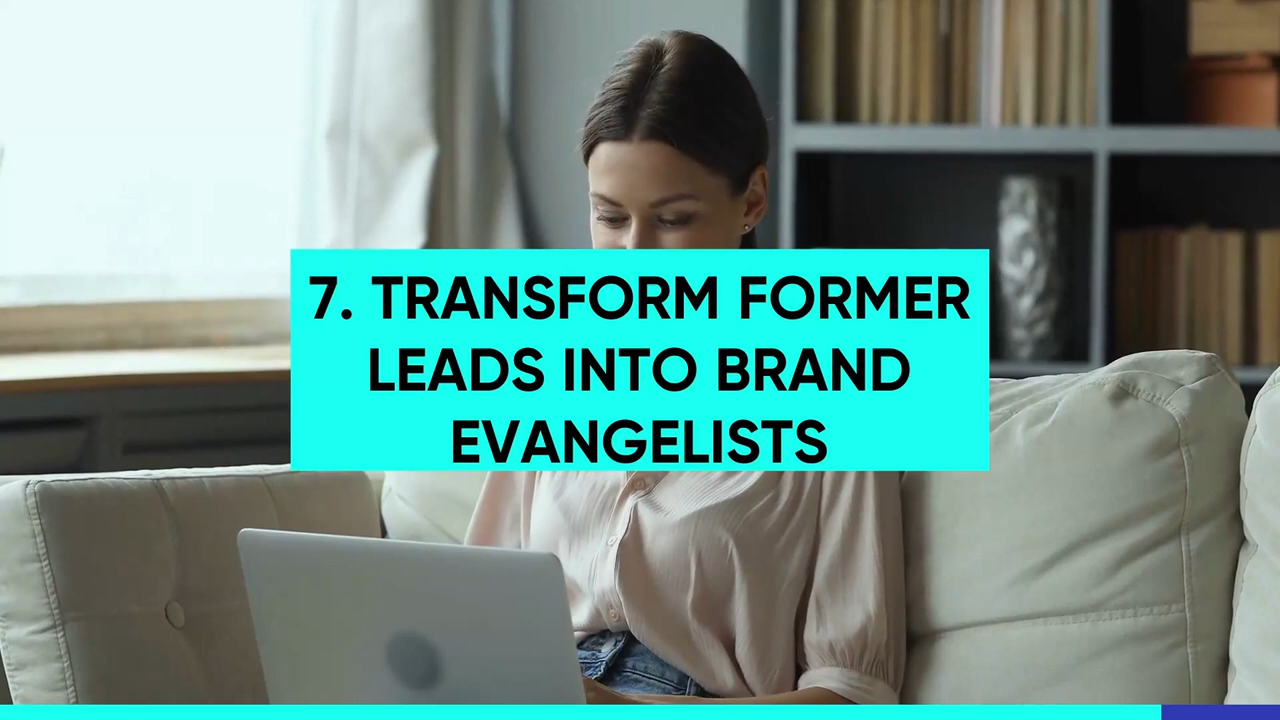 7. TRANSFORM FORMER
LEADS INTO BRAND
EVANGELISTS